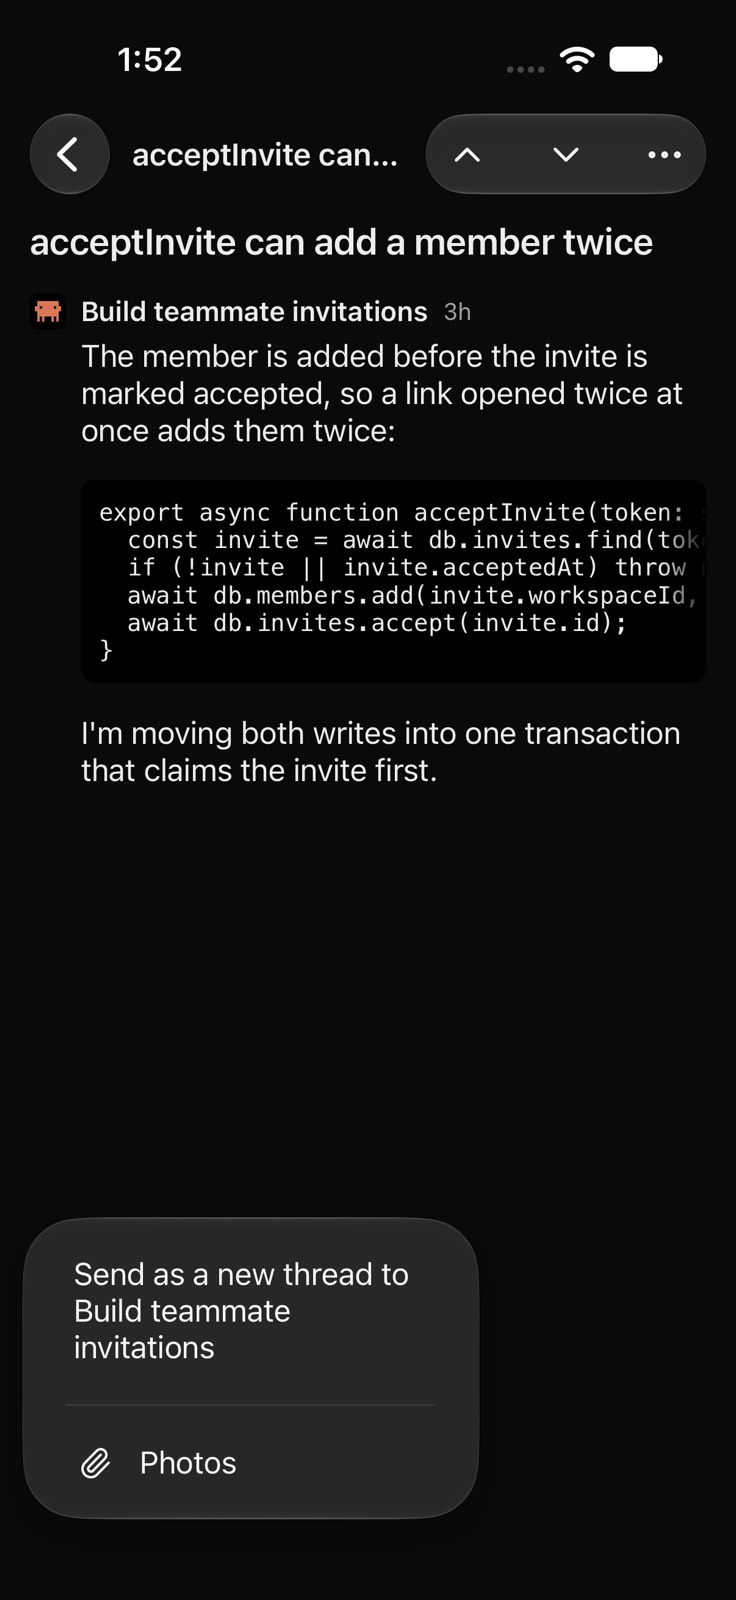 1:52
acceptInvite can...
acceptInvite can add a member twice
Build teammate invitations 3h
The member is added before the invite is
marked accepted, so a link opened twice at
once adds them twice:
export async function acceptInvite(token:
const invite = await db.invites.find(tok
if (!invite || invite.acceptedAt) throw
await db.members.add(invite.workspaceId,
await db.invites.accept(invite.id);
}
I'm moving both writes into one transaction
that claims the invite first.
Send as a new thread to
Build teammate
invitations
Photos